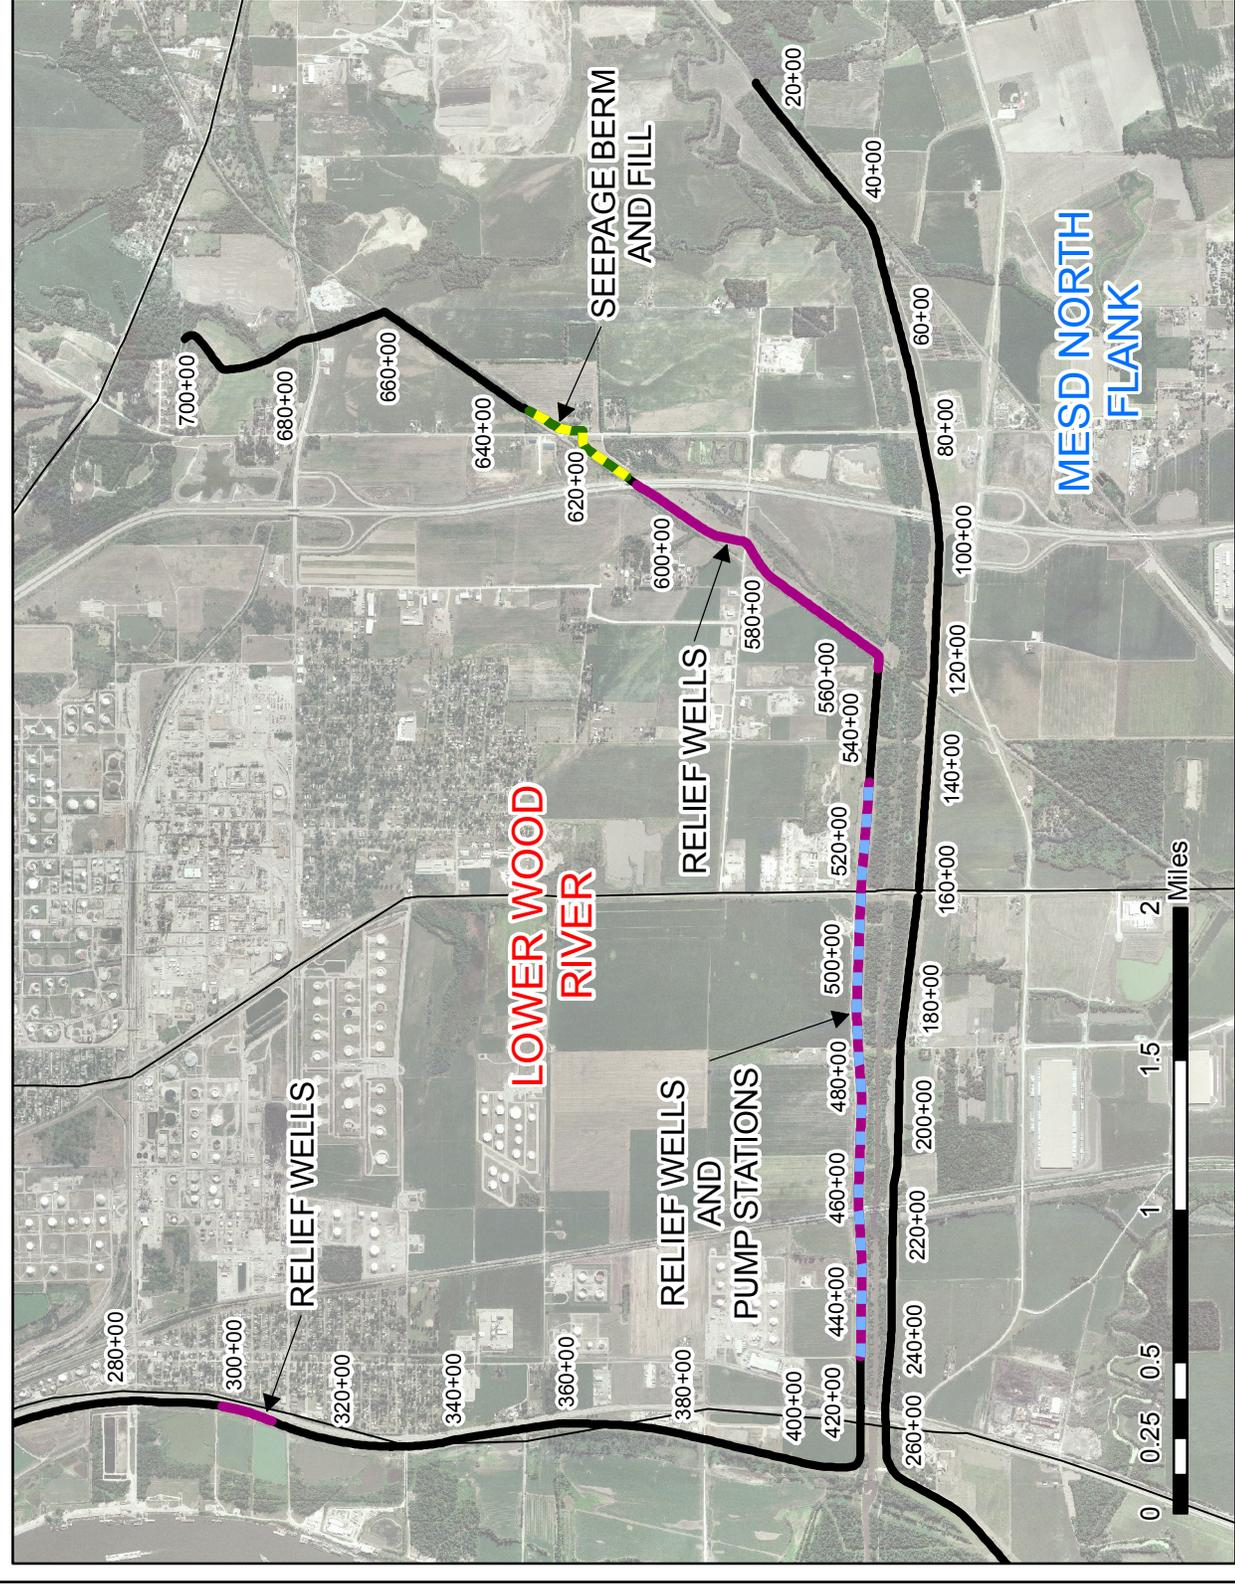 20+00
40+00
60+00
80+00
100+00
120+00
140+00
160+00
180+00
200+00
220+00
240+00
260+00
280+00
300+00
320+00
340+00
360+00
380+00
400+00
420+00
440+00
460+00
480+00
500+00
520+00
540+00
560+00
580+00
600+00
620+00
640+00
660+00
680+00
700+00
SEEPAGE BERM
AND FILL
RELIEF WELLS
LOWER WOOD
RIVER
RELIEF WELLS
RELIEF WELLS
AND
PUMP STATIONS
MESD NORTH
FLANK
0 0.25 0.5 1 1.5 2
Miles